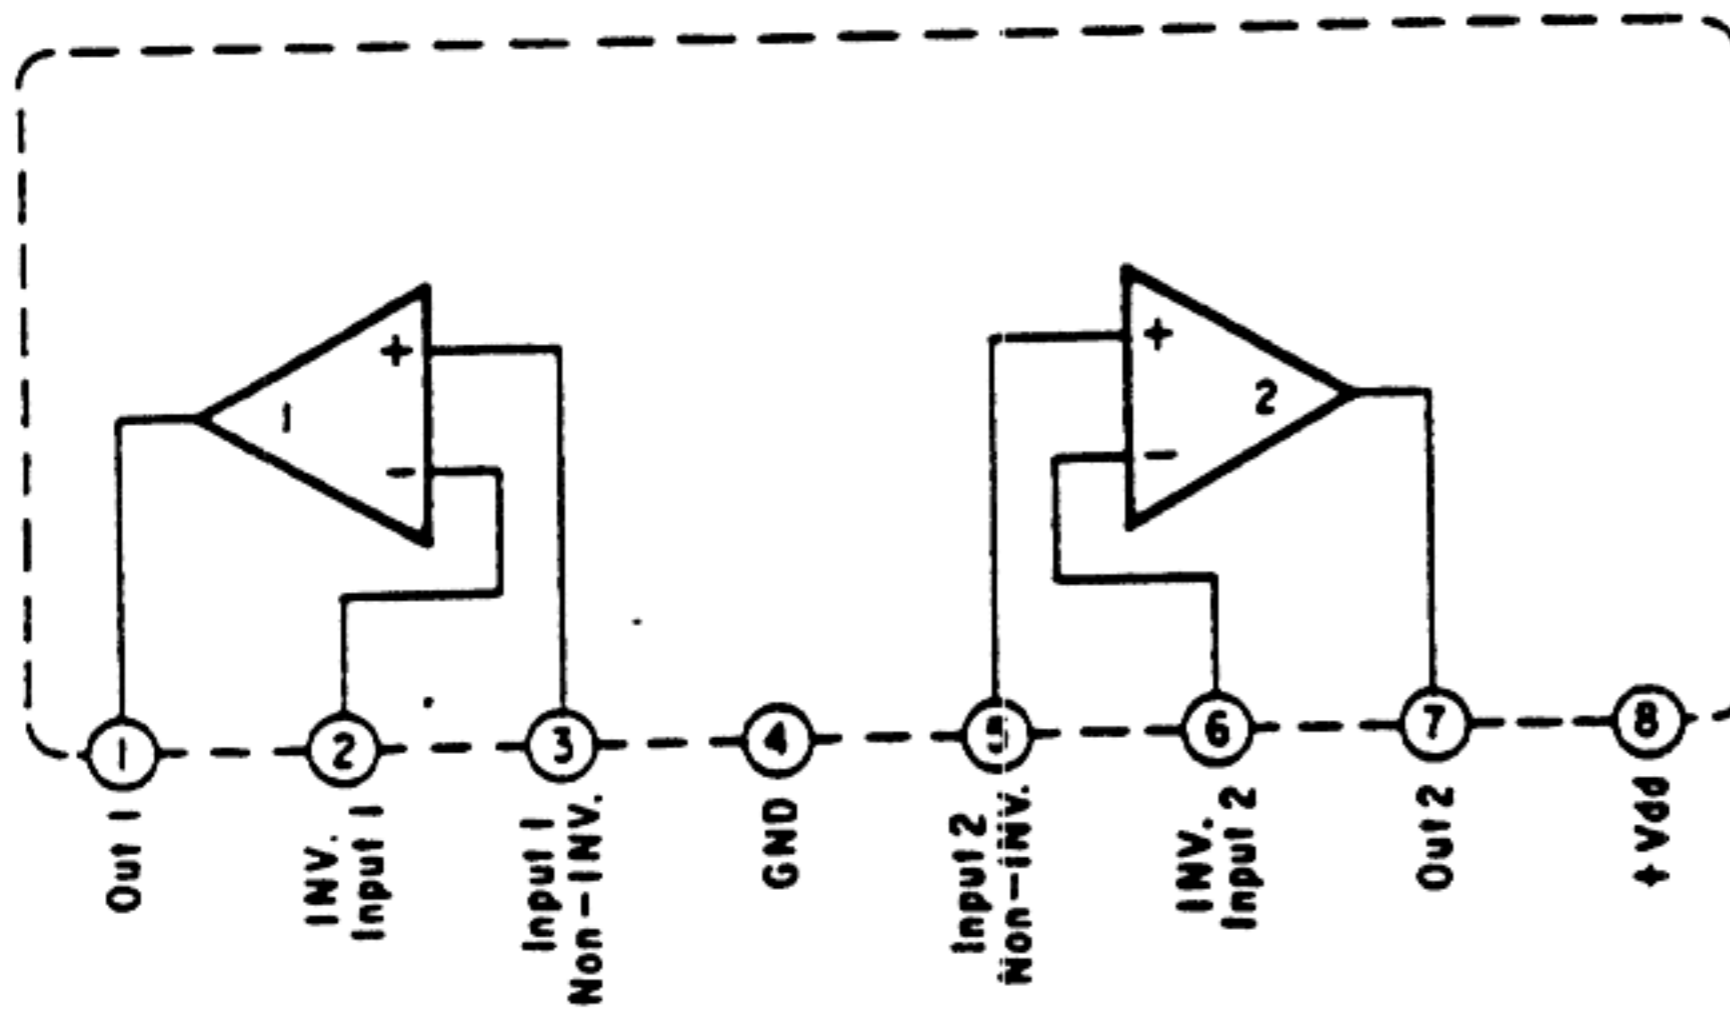 +
1
-
+
2
-
1
2
3
4
5
6
7
8
Out 1
INV.
Input 1
Input 1
Non-INV.
GND
Input 2
Non-INV.
INV.
Input 2
Out 2
+ Vdd